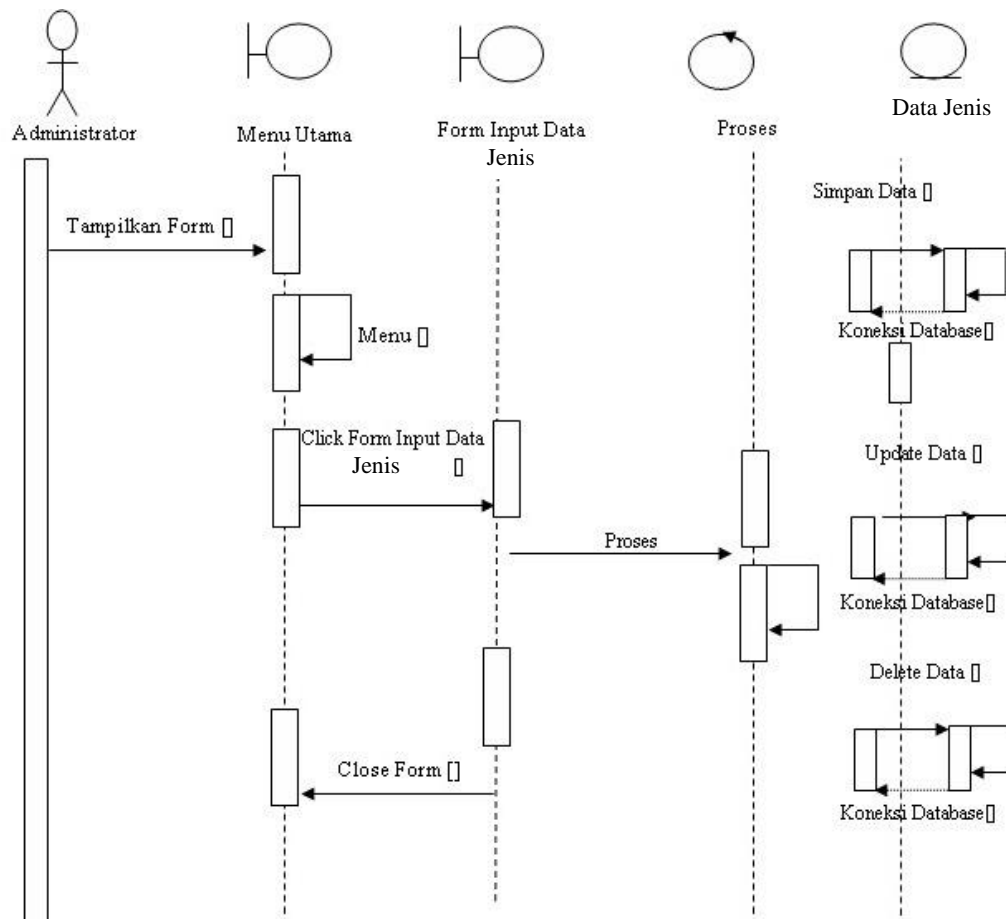 Administrator
Menu Utama
Form Input Data
Jenis
Proses
Data Jenis
Simpan Data []
Tampilkan Form []
Koneksi Database[]
Menu []
Click Form Input Data
Jenis []
Update Data []
Proses
Koneksi Database[]
Delete Data []
Close Form []
Koneksi Database[]